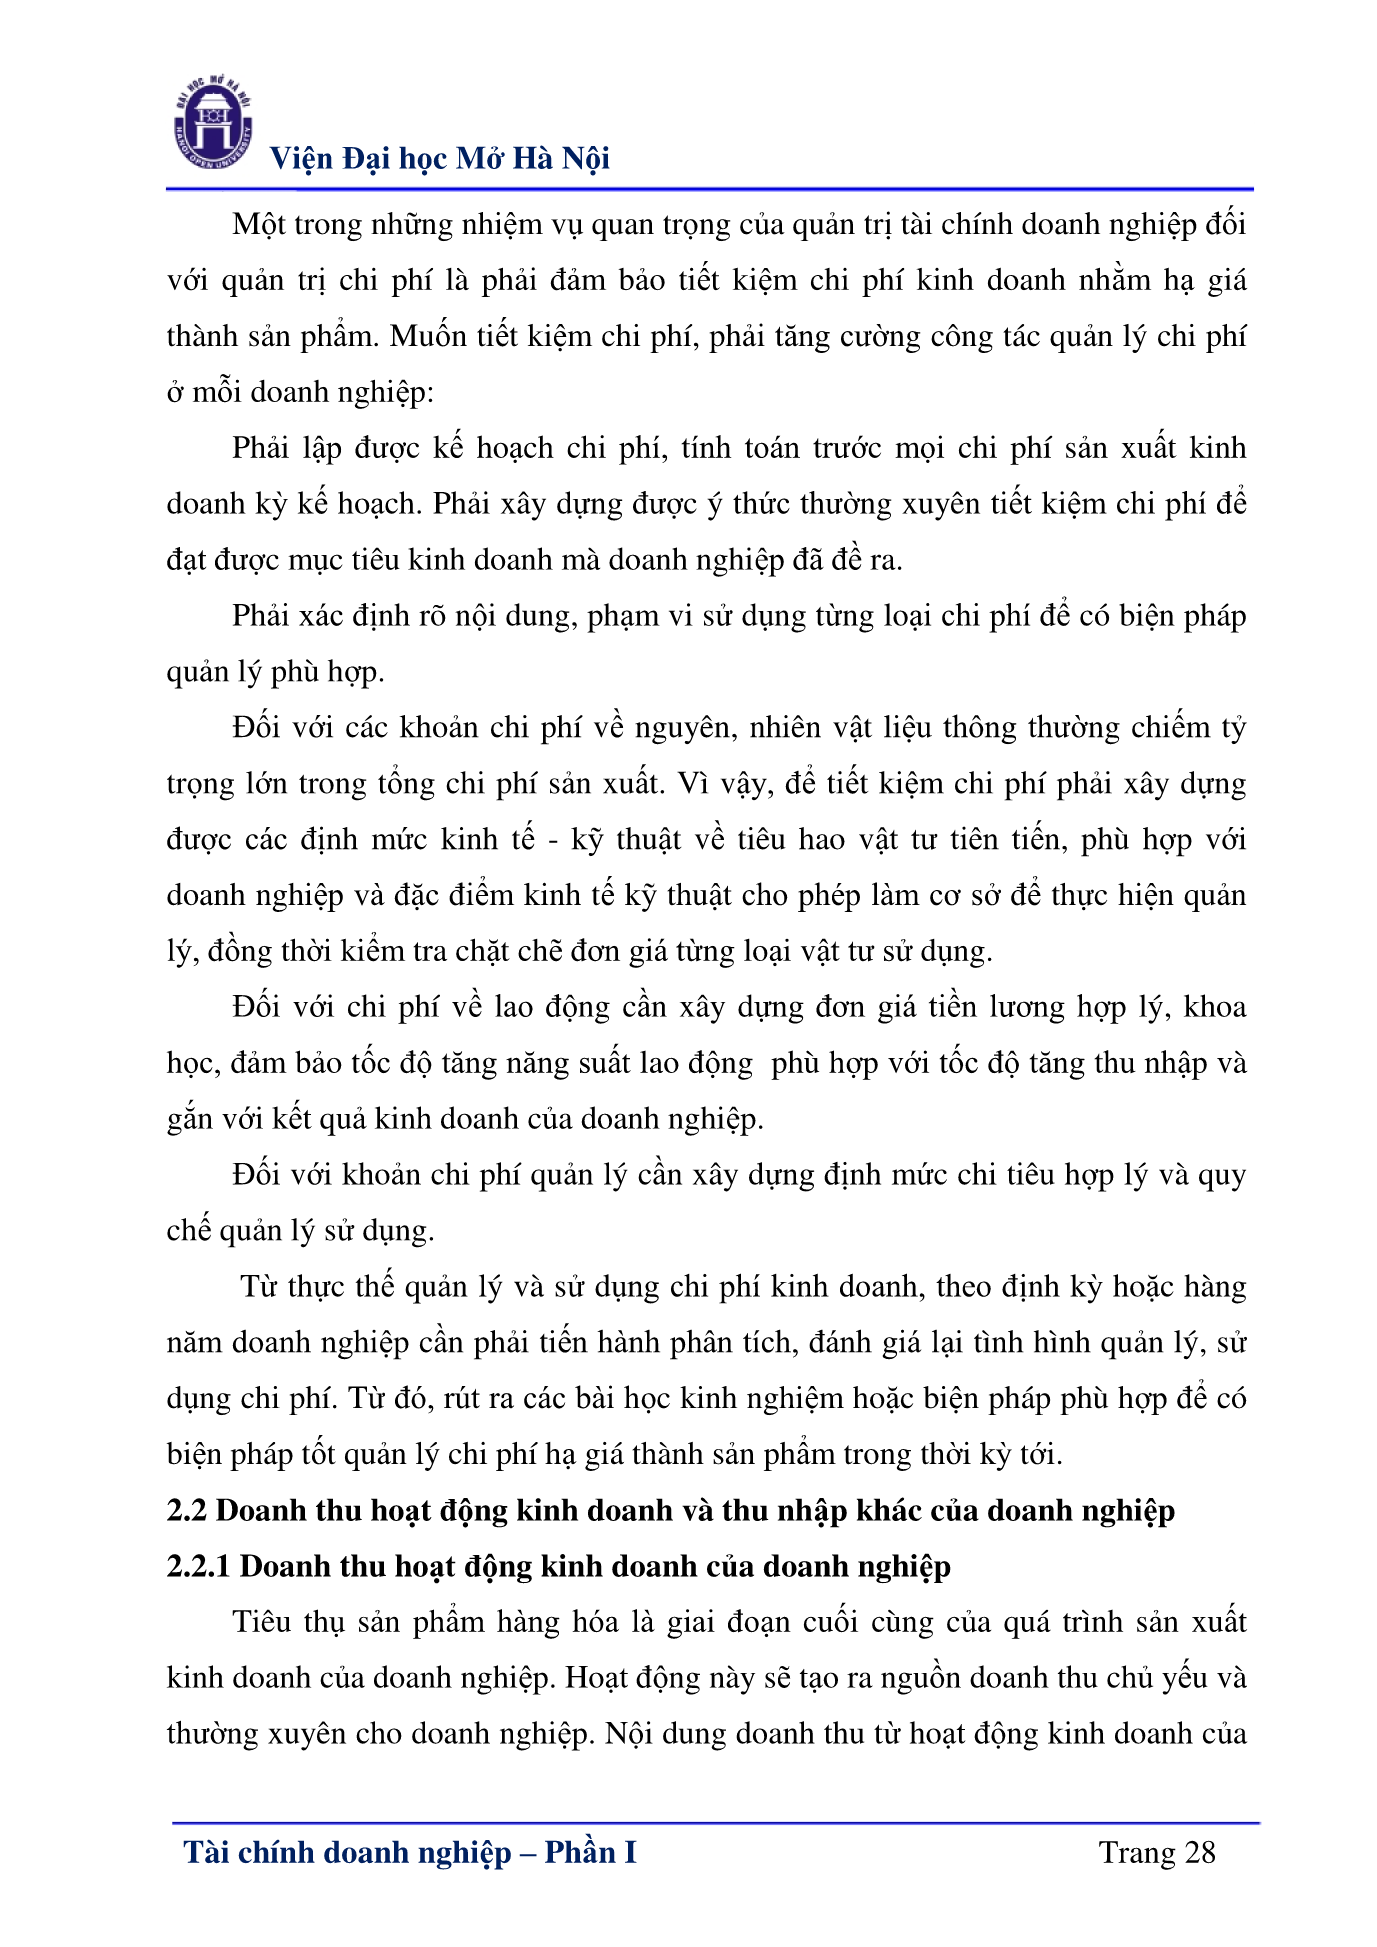 ĐẠI HỌC MỞ HÀ NỘI
HANOI OPEN UNIVERSITY
Viện Đại học Mở Hà Nội
Một trong những nhiệm vụ quan trọng của quản trị tài chính doanh nghiệp đối
với quản trị chi phí là phải đảm bảo tiết kiệm chi phí kinh doanh nhằm hạ giá
thành sản phẩm. Muốn tiết kiệm chi phí, phải tăng cường công tác quản lý chi phí
ở mỗi doanh nghiệp:
Phải lập được kế hoạch chi phí, tính toán trước mọi chi phí sản xuất kinh
doanh kỳ kế hoạch. Phải xây dựng được ý thức thường xuyên tiết kiệm chi phí để
đạt được mục tiêu kinh doanh mà doanh nghiệp đã đề ra.
Phải xác định rõ nội dung, phạm vi sử dụng từng loại chi phí để có biện pháp
quản lý phù hợp.
Đối với các khoản chi phí về nguyên, nhiên vật liệu thông thường chiếm tỷ
trọng lớn trong tổng chi phí sản xuất. Vì vậy, để tiết kiệm chi phí phải xây dựng
được các định mức kinh tế - kỹ thuật về tiêu hao vật tư tiên tiến, phù hợp với
doanh nghiệp và đặc điểm kinh tế kỹ thuật cho phép làm cơ sở để thực hiện quản
lý, đồng thời kiểm tra chặt chẽ đơn giá từng loại vật tư sử dụng.
Đối với chi phí về lao động cần xây dựng đơn giá tiền lương hợp lý, khoa
học, đảm bảo tốc độ tăng năng suất lao động  phù hợp với tốc độ tăng thu nhập và
gắn với kết quả kinh doanh của doanh nghiệp.
Đối với khoản chi phí quản lý cần xây dựng định mức chi tiêu hợp lý và quy
chế quản lý sử dụng.
Từ thực thế quản lý và sử dụng chi phí kinh doanh, theo định kỳ hoặc hàng
năm doanh nghiệp cần phải tiến hành phân tích, đánh giá lại tình hình quản lý, sử
dụng chi phí. Từ đó, rút ra các bài học kinh nghiệm hoặc biện pháp phù hợp để có
biện pháp tốt quản lý chi phí hạ giá thành sản phẩm trong thời kỳ tới.
2.2 Doanh thu hoạt động kinh doanh và thu nhập khác của doanh nghiệp
2.2.1 Doanh thu hoạt động kinh doanh của doanh nghiệp
Tiêu thụ sản phẩm hàng hóa là giai đoạn cuối cùng của quá trình sản xuất
kinh doanh của doanh nghiệp. Hoạt động này sẽ tạo ra nguồn doanh thu chủ yếu và
thường xuyên cho doanh nghiệp. Nội dung doanh thu từ hoạt động kinh doanh của
Tài chính doanh nghiệp – Phần I
Trang 28